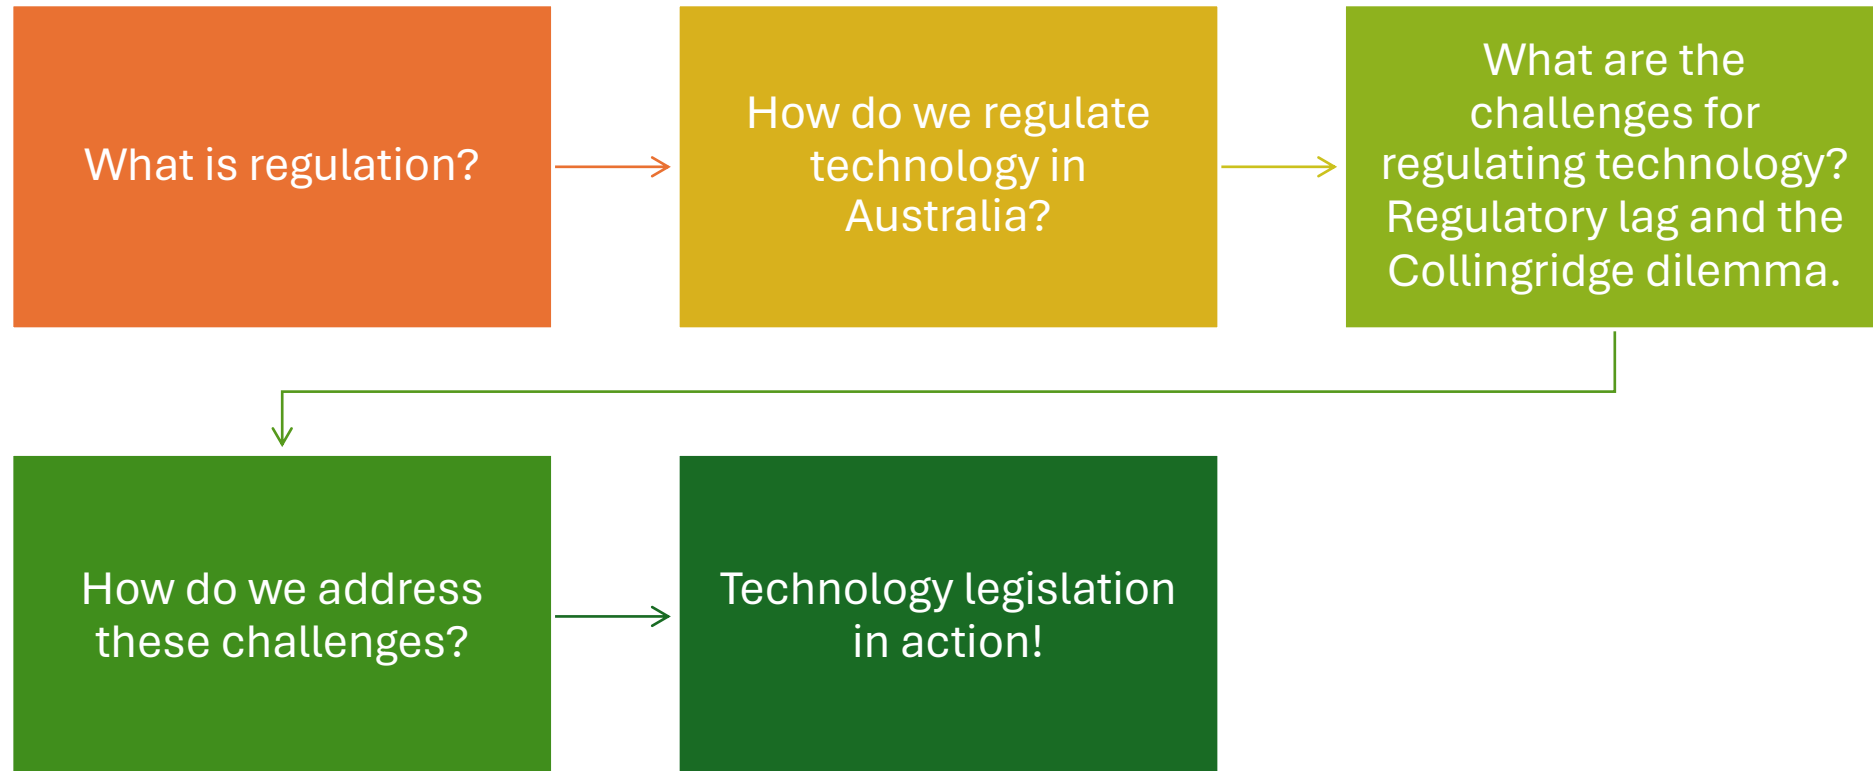 What is regulation?
How do we regulate
technology in
Australia?
What are the
challenges for
regulating technology?
Regulatory lag and the
Collingridge dilemma.
How do we address
these challenges?
Technology legislation
in action!